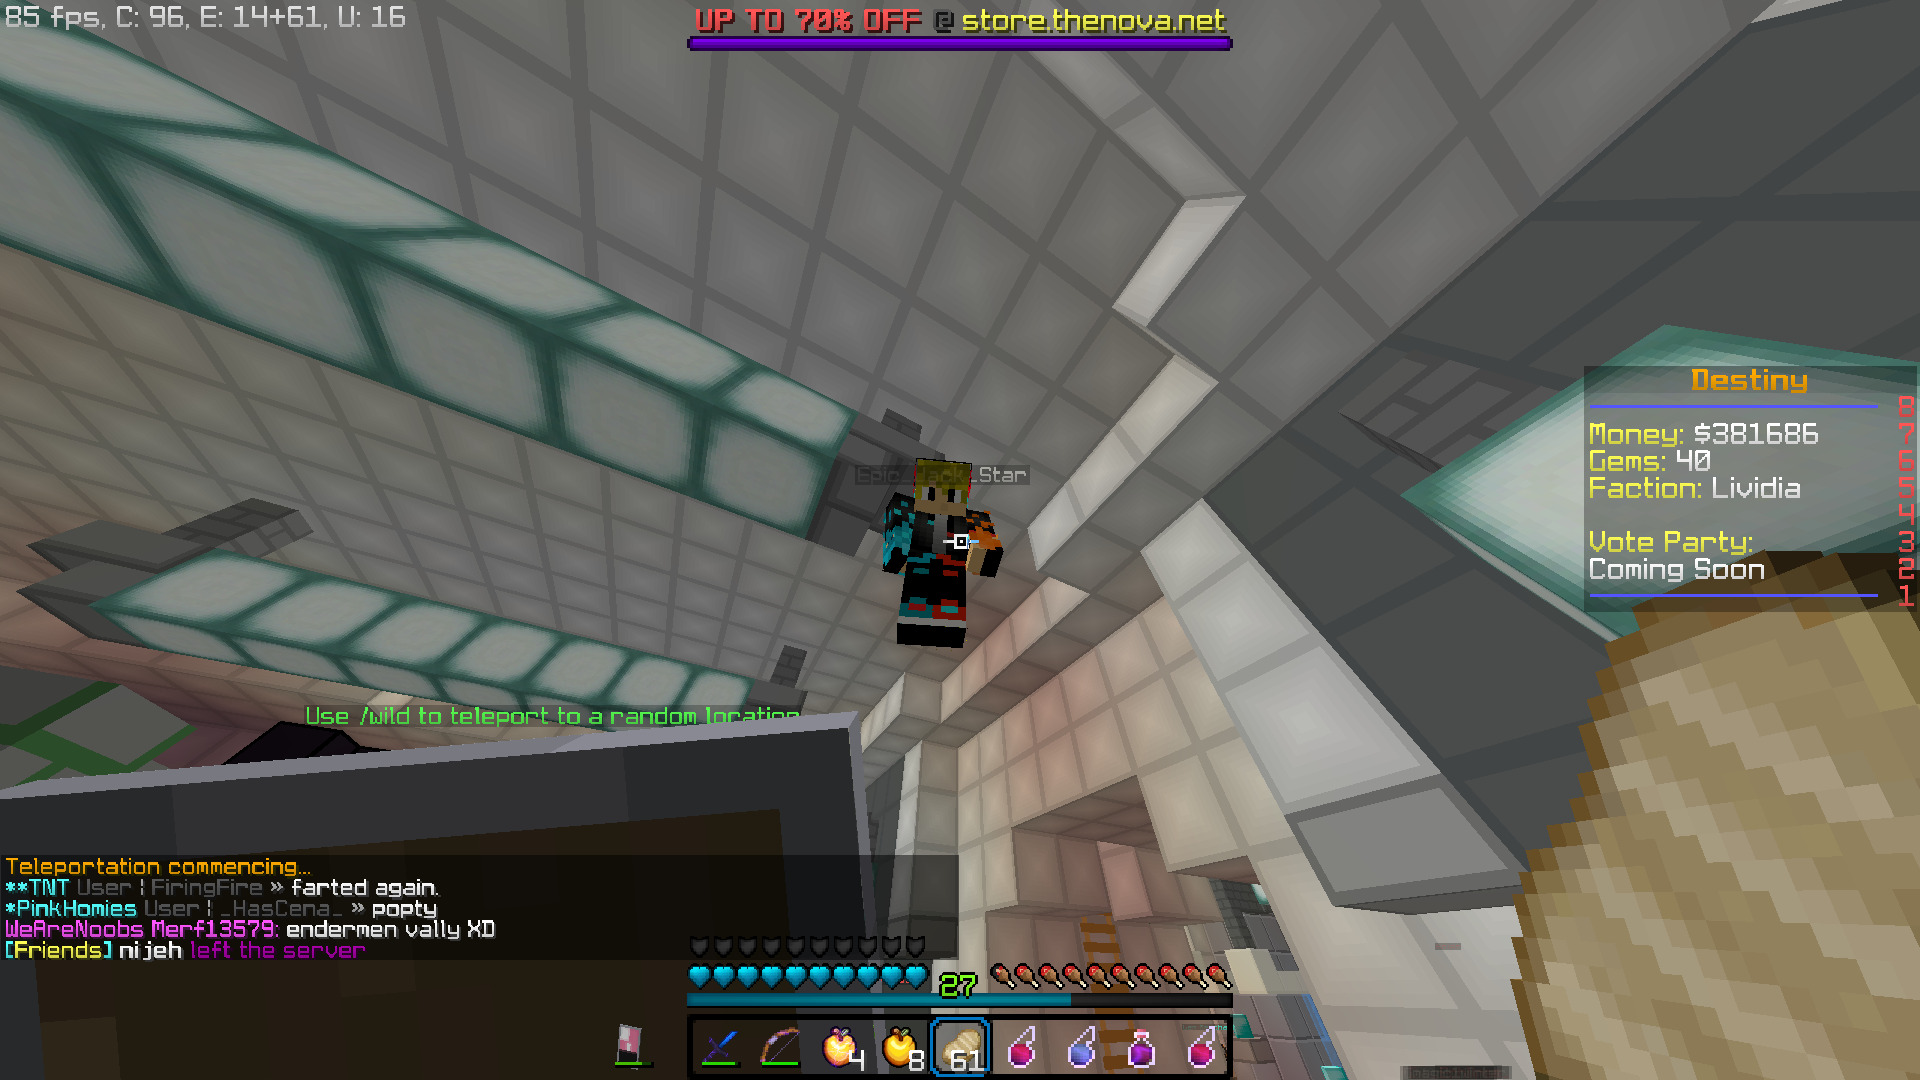 85 fps, C: 96, E: 14+61, U: 16
UP TO 70% OFF @ store.thenova.net
Epic_Jack_Star
Destiny
8
Money: $381686 7
Gems: 40 6
Faction: Lividia 5
4
Vote Party: 3
Coming Soon 2
1
Use /wild to teleport to a random location
Teleportation commencing...
**TNT User | FiringFire » farted again.
*PinkHomies User | _HasCena_ » popty
WeAreNoobs Merf13579: endermen vally XD
[Friends] nijeh left the server
27
4 8 61